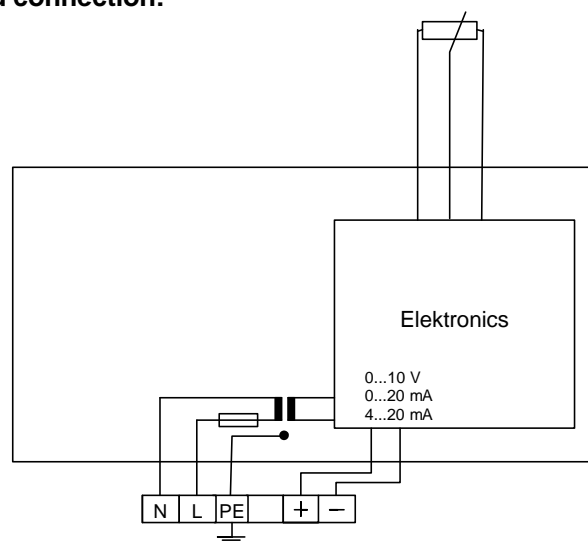 connection:
Elektronics
0...10 V
0...20 mA
4...20 mA
N L PE + −